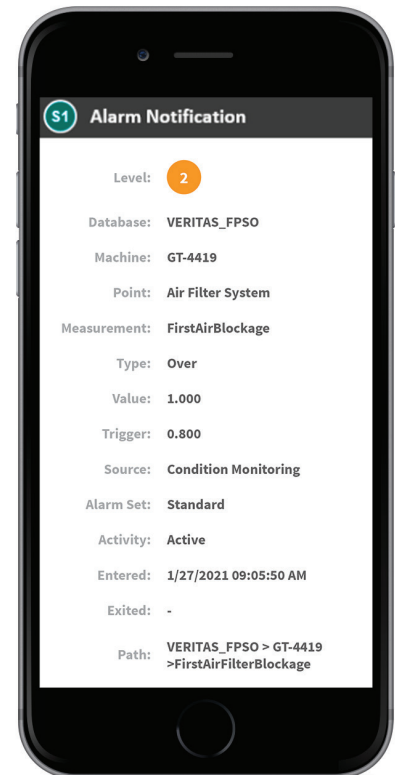 S1 Alarm Notification
Level: 2
Database: VERITAS_FPSO
Machine: GT-4419
Point: Air Filter System
Measurement: FirstAirBlockage
Type: Over
Value: 1.000
Trigger: 0.800
Source: Condition Monitoring
Alarm Set: Standard
Activity: Active
Entered: 1/27/2021 09:05:50 AM
Exited: -
Path: VERITAS_FPSO > GT-4419
>FirstAirFilterBlockage